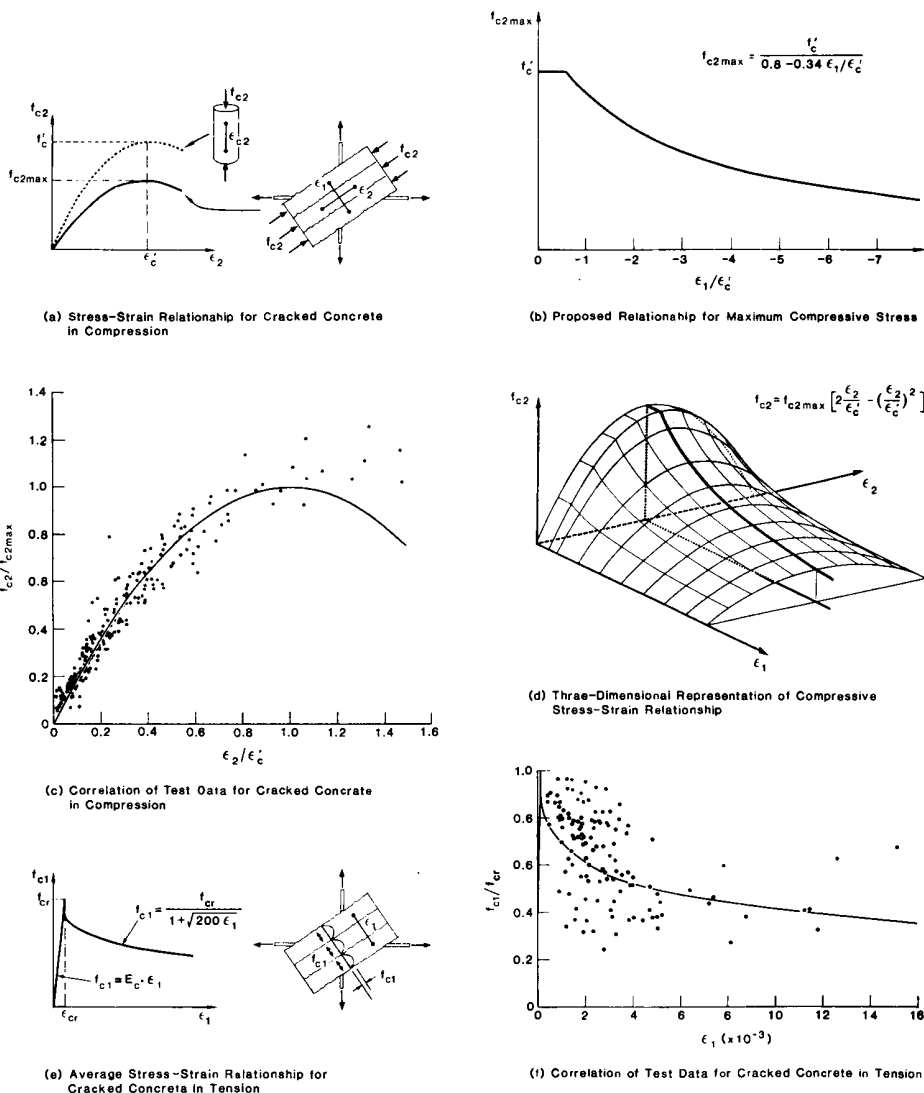 f_c2
f'_c
f_c2max
ε'_c
ε_2
f_c2
ε_c2
f_c2
ε_1
ε_2
f_c2
(a) Stress-Strain Relationahip for Cracked Concrete
in Compression
f_c2max
f_c2max = f'_c / 0.8 -0.34 ε_1/ε'_c
f'_c
0 -1 -2 -3 -4 -5 -6 -7
ε_1/ε'_c
(b) Proposed Relationahip for Maximum Compressive Stress
1.4
1.2
1.0
0.8
0.6
0.4
0.2
0
f_c2/f_c2max
0 0.2 0.4 0.6 0.8 1.0 1.2 1.4 1.6
ε_2/ε'_c
(c) Correlation of Test Data for Cracked Concrate
in Compression
f_c2
f_c2 = f_c2max [2 ε_2/ε'_c - (ε_2/ε'_c)^2]
ε_2
ε_1
(d) Thrae-Dimensional Representation of Compressive
Stress-Strain Relationship
f_c1
f_cr
f_c1 = f_cr / 1+√200 ε_1
f_c1 = E_c · ε_1
ε_cr
ε_1
ε_1
f_c1
f_c1
(e) Average Stress-Strain Relationship for
Cracked Concreta in Tension
1.0
0.8
0.6
0.4
0.2
0
f_c1/f_cr
0 2 4 6 8 10 12 14 16
ε_1 (x10^-3)
(f) Correlation of Test Data for Cracked Concrete in Tension